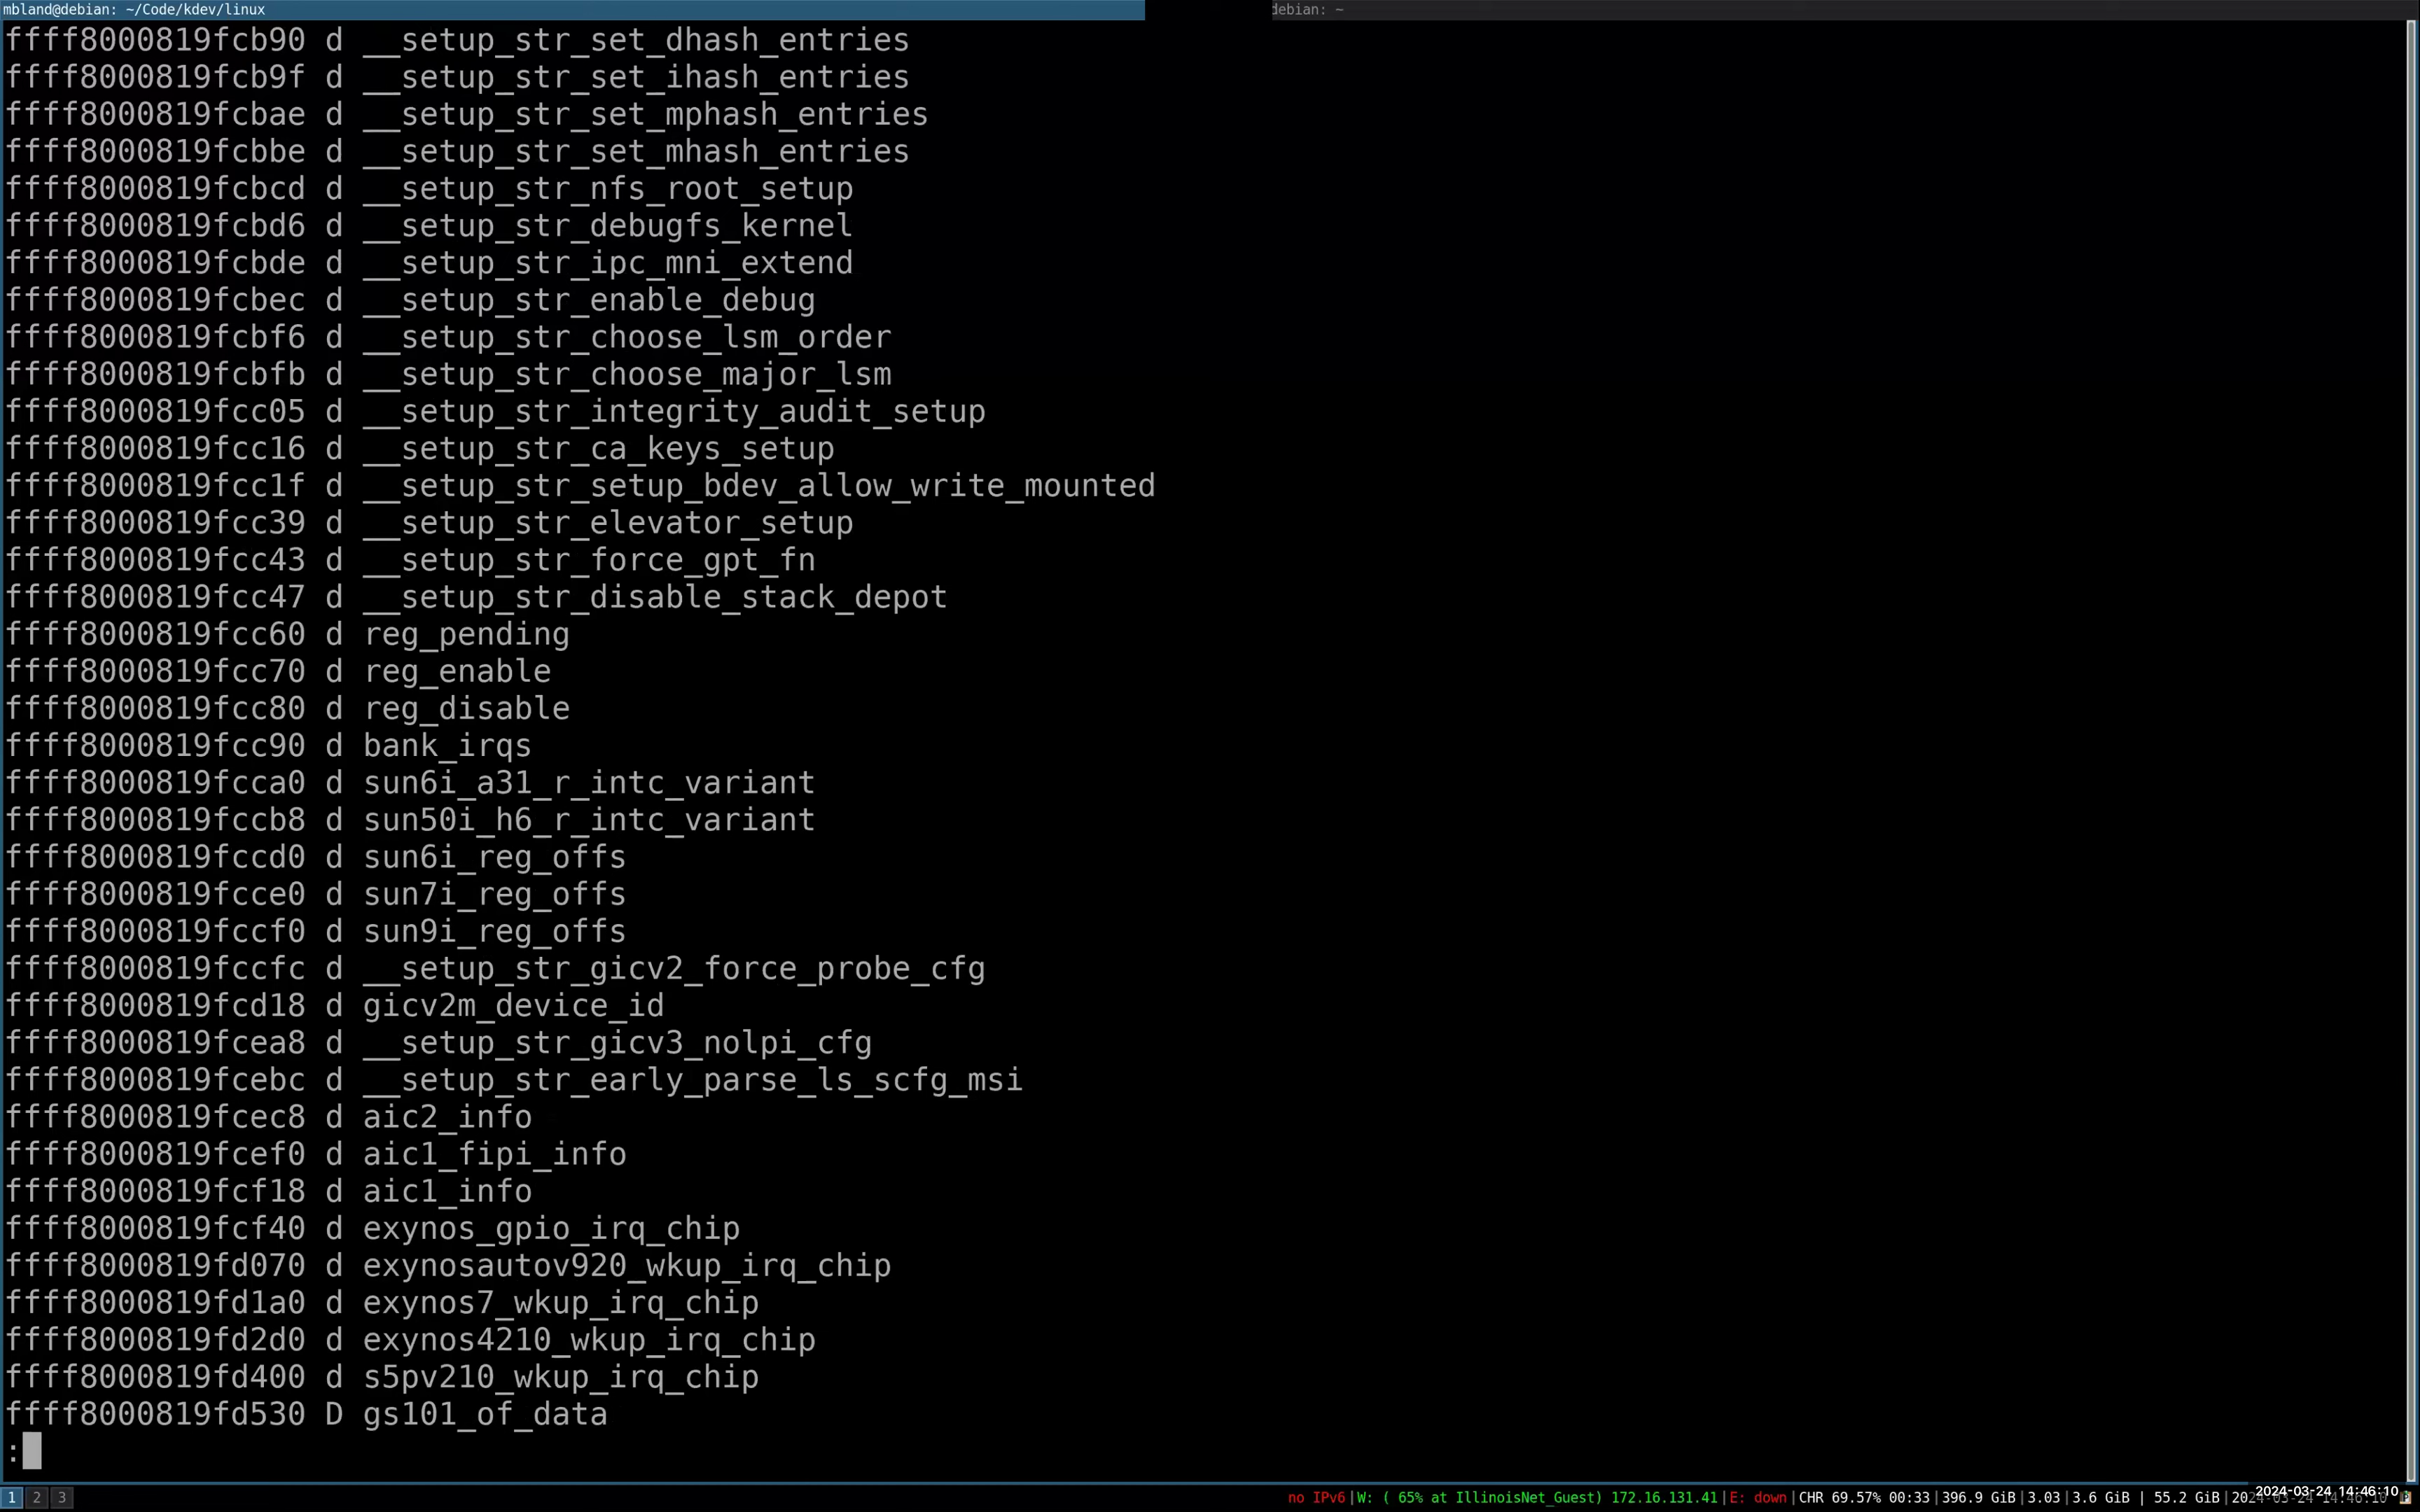 mbland@debian: ~/Code/kdev/linux
debian: ~
ffff8000819fcb90 d __setup_str_set_dhash_entries
ffff8000819fcb9f d __setup_str_set_ihash_entries
ffff8000819fcbae d __setup_str_set_mphash_entries
ffff8000819fcbbe d __setup_str_set_mhash_entries
ffff8000819fcbcd d __setup_str_nfs_root_setup
ffff8000819fcbd6 d __setup_str_debugfs_kernel
ffff8000819fcbde d __setup_str_ipc_mni_extend
ffff8000819fcbec d __setup_str_enable_debug
ffff8000819fcbf6 d __setup_str_choose_lsm_order
ffff8000819fcbfb d __setup_str_choose_major_lsm
ffff8000819fcc05 d __setup_str_integrity_audit_setup
ffff8000819fcc16 d __setup_str_ca_keys_setup
ffff8000819fcc1f d __setup_str_setup_bdev_allow_write_mounted
ffff8000819fcc39 d __setup_str_elevator_setup
ffff8000819fcc43 d __setup_str_force_gpt_fn
ffff8000819fcc47 d __setup_str_disable_stack_depot
ffff8000819fcc60 d reg_pending
ffff8000819fcc70 d reg_enable
ffff8000819fcc80 d reg_disable
ffff8000819fcc90 d bank_irqs
ffff8000819fcca0 d sun6i_a31_r_intc_variant
ffff8000819fccb8 d sun50i_h6_r_intc_variant
ffff8000819fccd0 d sun6i_reg_offs
ffff8000819fcce0 d sun7i_reg_offs
ffff8000819fccf0 d sun9i_reg_offs
ffff8000819fccfc d __setup_str_gicv2_force_probe_cfg
ffff8000819fcd18 d gicv2m_device_id
ffff8000819fcea8 d __setup_str_gicv3_nolpi_cfg
ffff8000819fcebc d __setup_str_early_parse_ls_scfg_msi
ffff8000819fcec8 d aic2_info
ffff8000819fcef0 d aic1_fipi_info
ffff8000819fcf18 d aic1_info
ffff8000819fcf40 d exynos_gpio_irq_chip
ffff8000819fd070 d exynosautov920_wkup_irq_chip
ffff8000819fd1a0 d exynos7_wkup_irq_chip
ffff8000819fd2d0 d exynos4210_wkup_irq_chip
ffff8000819fd400 d s5pv210_wkup_irq_chip
ffff8000819fd530 D gs101_of_data
:
1 2 3 no IPv6|W: ( 65% at IllinoisNet_Guest) 172.16.131.41|E: down|CHR 69.57% 00:33|396.9 GiB|3.03|3.6 GiB | 55.2 GiB| 2024-03-24 14:46:10